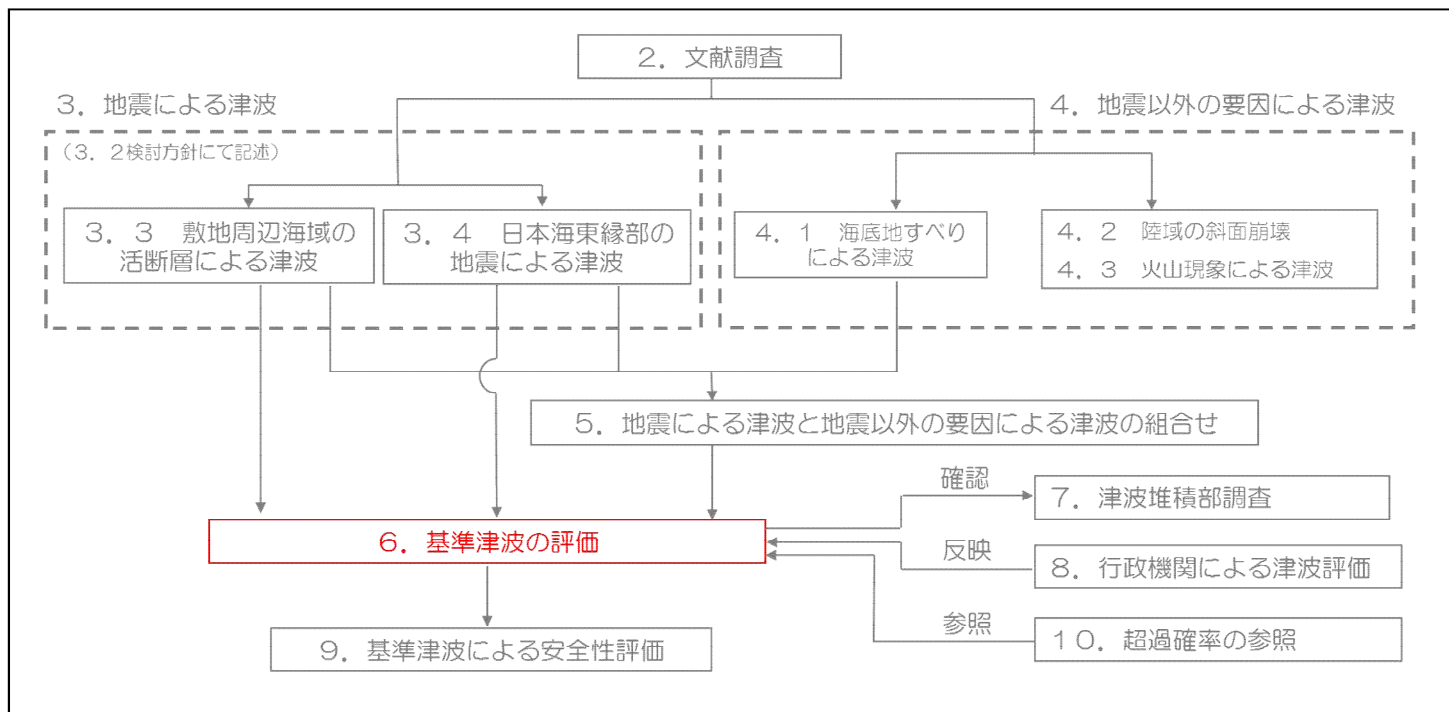 2．文献調査
3．地震による津波
4．地震以外の要因による津波
(3．2検討方針にて記述)
3．3　敷地周辺海域の
活断層による津波
3．4　日本海東縁部の
地震による津波
4．1　海底地すべり
による津波
4．2　陸域の斜面崩壊
4．3　火山現象による津波
5．地震による津波と地震以外の要因による津波の組合せ
6．基準津波の評価
確認
7．津波堆積部調査
反映
8．行政機関による津波評価
参照
10．超過確率の参照
9．基準津波による安全性評価